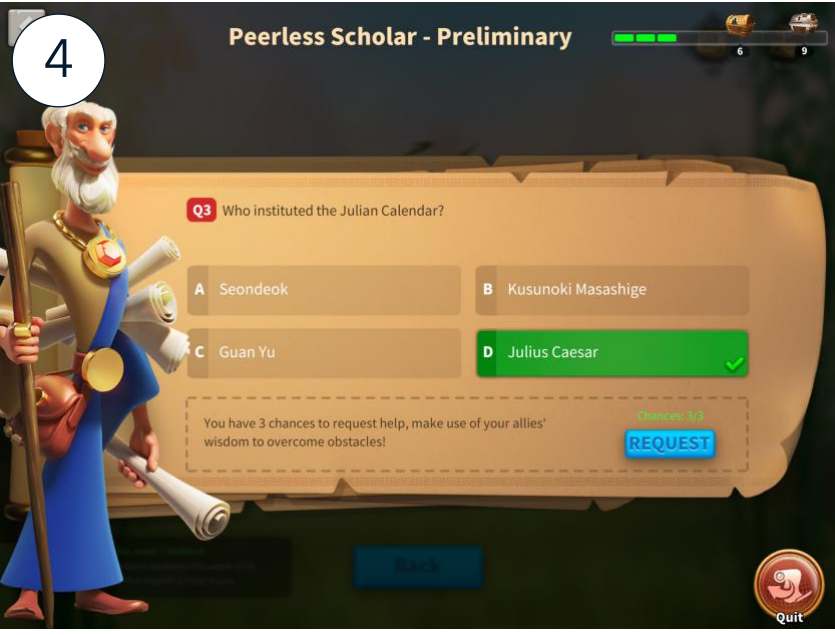 4
Peerless Scholar - Preliminary
6
9
Q3 Who instituted the Julian Calendar?
A Seondeok
B Kusunoki Masashige
C Guan Yu
D Julius Caesar
You have 3 chances to request help, make use of your allies'
wisdom to overcome obstacles!
Chances: 3/3
REQUEST
Back
Quit